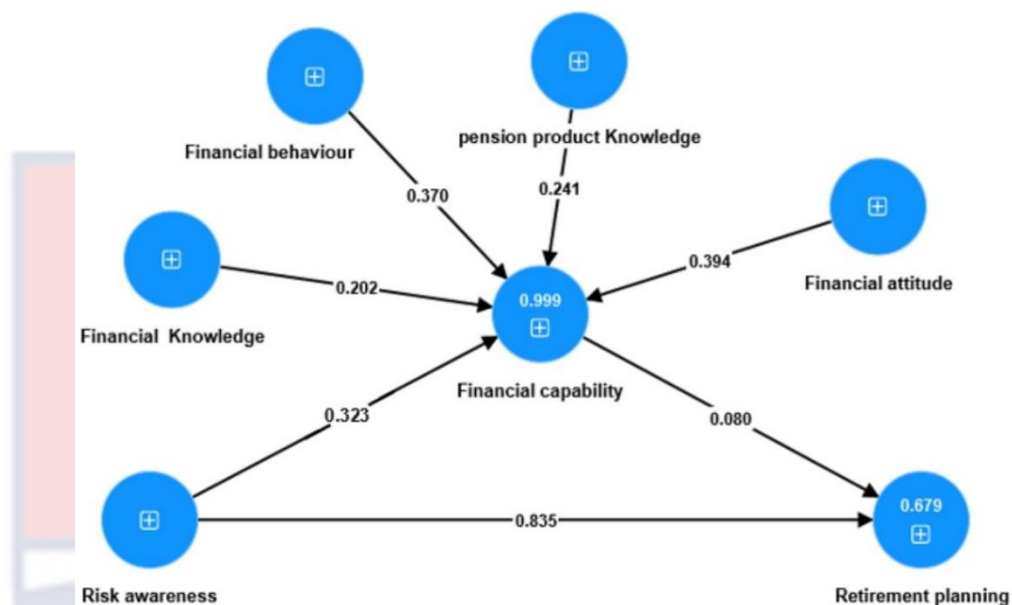 pension product Knowledge
Financial behaviour
0.370
0.241
0.394
Financial attitude
0.202
0.999
Financial Knowledge
Financial capability
0.323
0.080
0.679
0.835
Risk awareness
Retirement planning